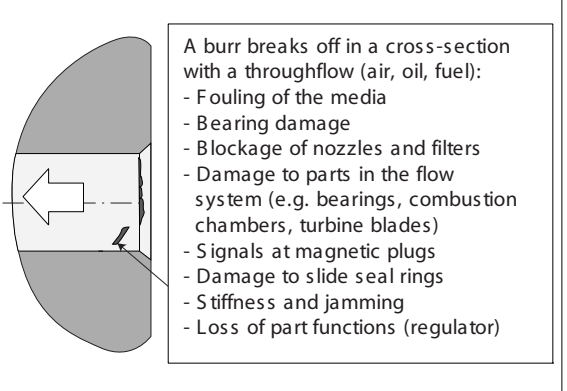 A burr breaks off in a cross-section
with a throughflow (air, oil, fuel):
- Fouling of the media
- Bearing damage
- Blockage of nozzles and filters
- Damage to parts in the flow
system (e.g. bearings, combustion
chambers, turbine blades)
- Signals at magnetic plugs
- Damage to slide seal rings
- Stiffness and jamming
- Loss of part functions (regulator)